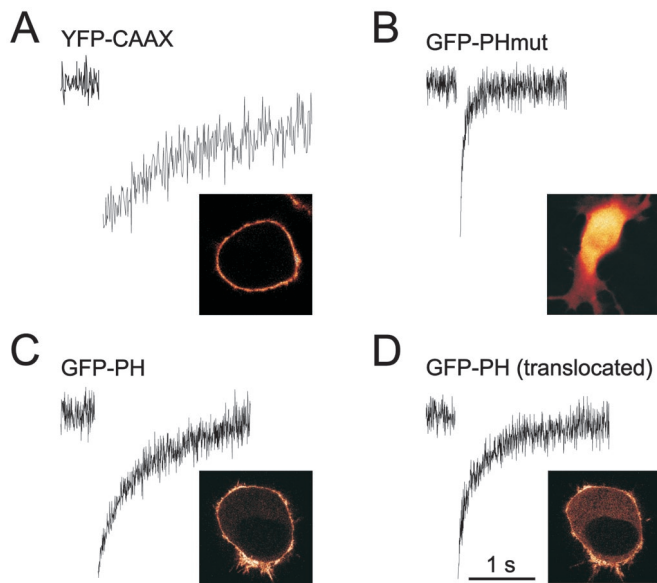 A
YFP-CAAX
B
GFP-PHmut
C
GFP-PH
D
GFP-PH (translocated)
1 s